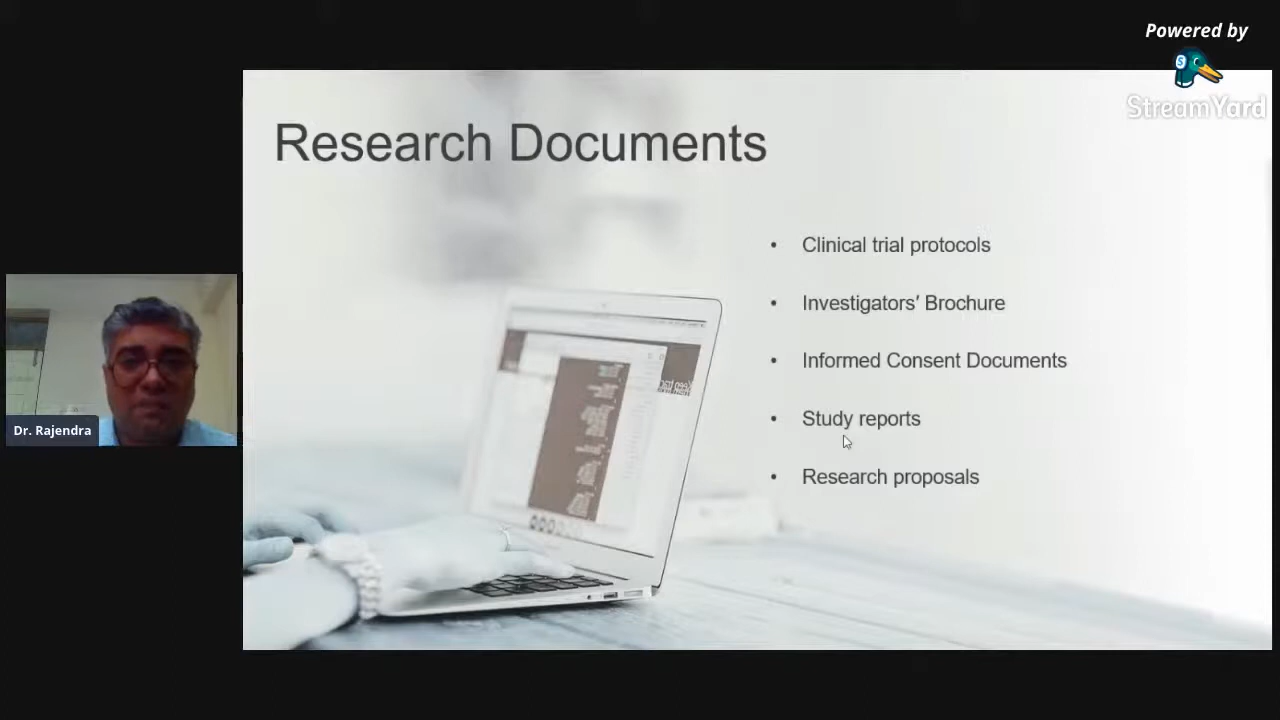 Powered by
StreamYard
Research Documents
• Clinical trial protocols
• Investigators' Brochure
• Informed Consent Documents
• Study reports
• Research proposals
Dr. Rajendra